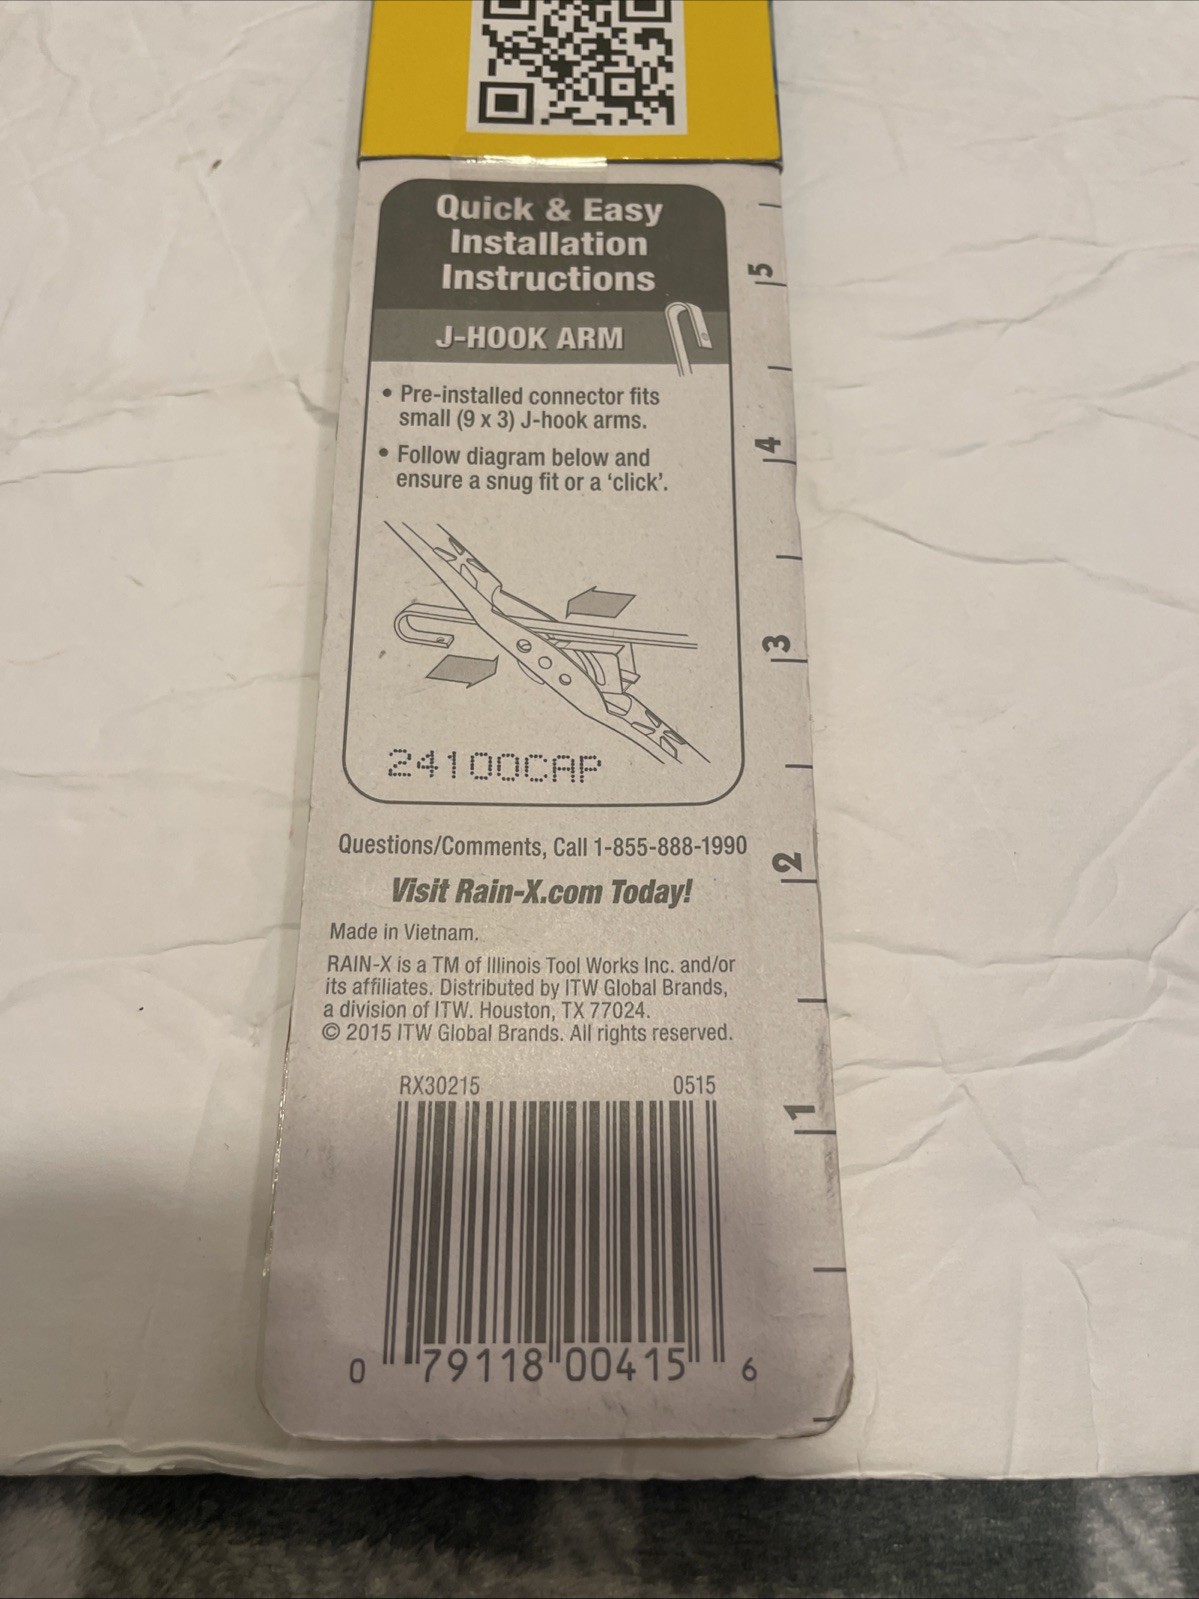 Quick & Easy
Installation
Instructions
J-HOOK ARM
• Pre-installed connector fits
small (9 x 3) J-hook arms.
• Follow diagram below and
ensure a snug fit or a ‘click’.
24100CAP
Questions/Comments, Call 1-855-888-1990
Visit Rain-X.com Today!
Made in Vietnam.
RAIN-X is a TM of Illinois Tool Works Inc. and/or
its affiliates. Distributed by ITW Global Brands,
a division of ITW. Houston, TX 77024.
© 2015 ITW Global Brands. All rights reserved.
RX30215 0515
0 79118 00415 6
5
4
3
2
1